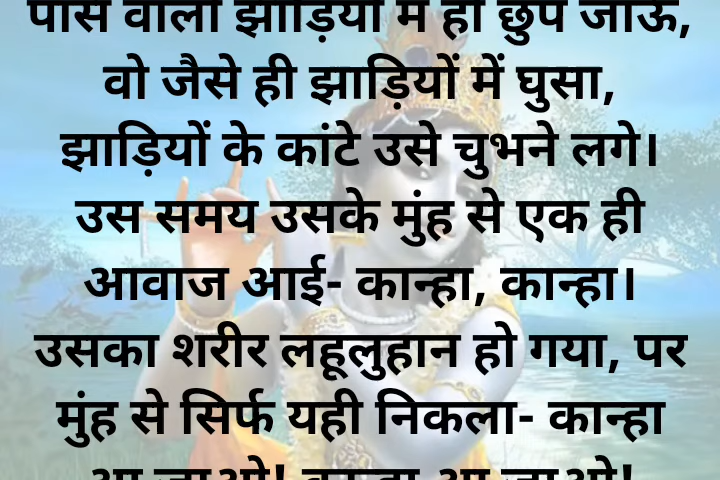 पास वाली झाड़ियों में ही छुप जाऊं,
वो जैसे ही झाड़ियों में घुसा,
झाड़ियों के कांटे उसे चुभने लगे।
उस समय उसके मुंह से एक ही
आवाज आई- कान्हा, कान्हा।
उसका शरीर लहूलुहान हो गया, पर
मुंह से सिर्फ यही निकला- कान्हा
आ जाओ! कान्हा आ जाओ!